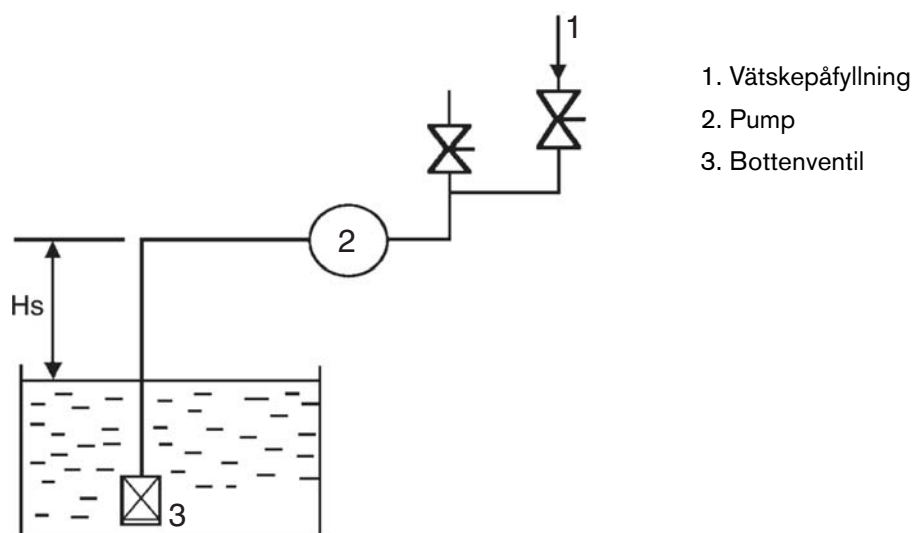 1
1. Vätskepåfyllning
2. Pump
3. Bottenventil
2
Hs
3